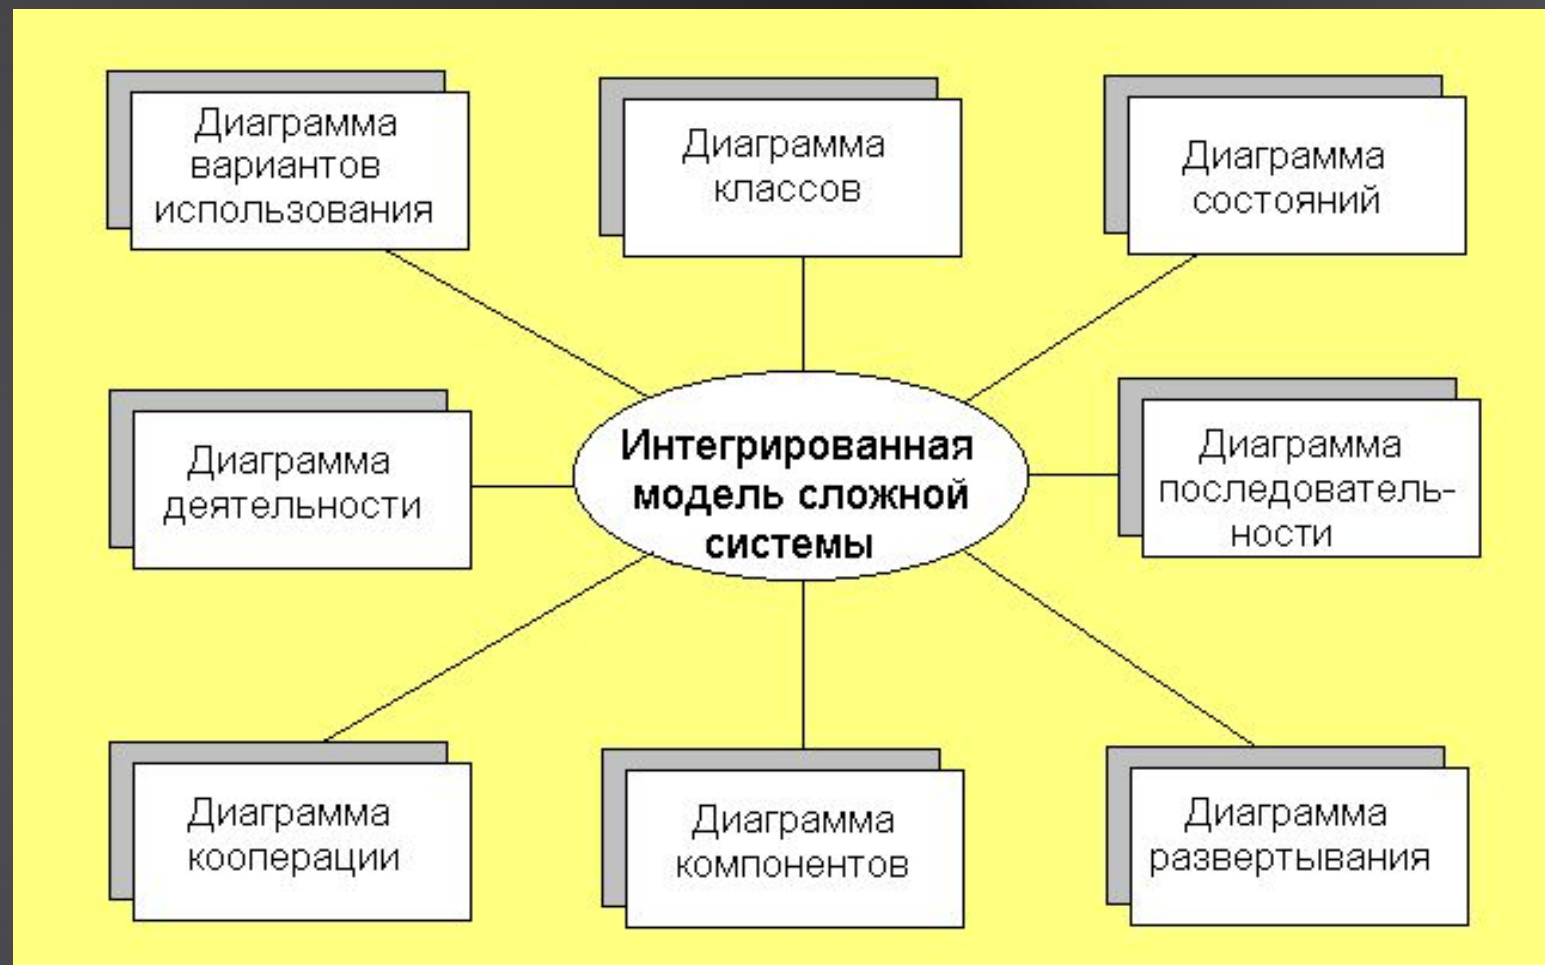 Диаграмма
вариантов
использования
Диаграмма
классов
Диаграмма
состояний
Диаграмма
деятельности
Интегрированная
модель сложной
системы
Диаграмма
последователь-
ности
Диаграмма
кооперации
Диаграмма
компонентов
Диаграмма
развертывания